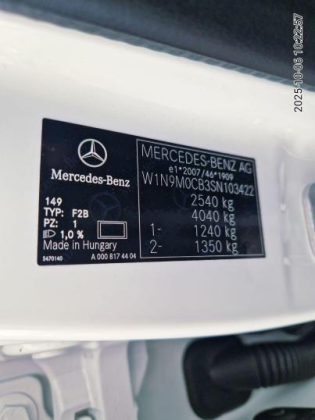 2025-10-06 10:22:57
MERCEDES-BENZ AG
e1*2007/46*1909
W1N9M0CB3SN103422
2540 kg
4040 kg
1- 1240 kg
2- 1350 kg
Mercedes-Benz
149
TYP: F2B
PZ: 1
1,0 %
Made in Hungary
5470140 A 000 817 44 04